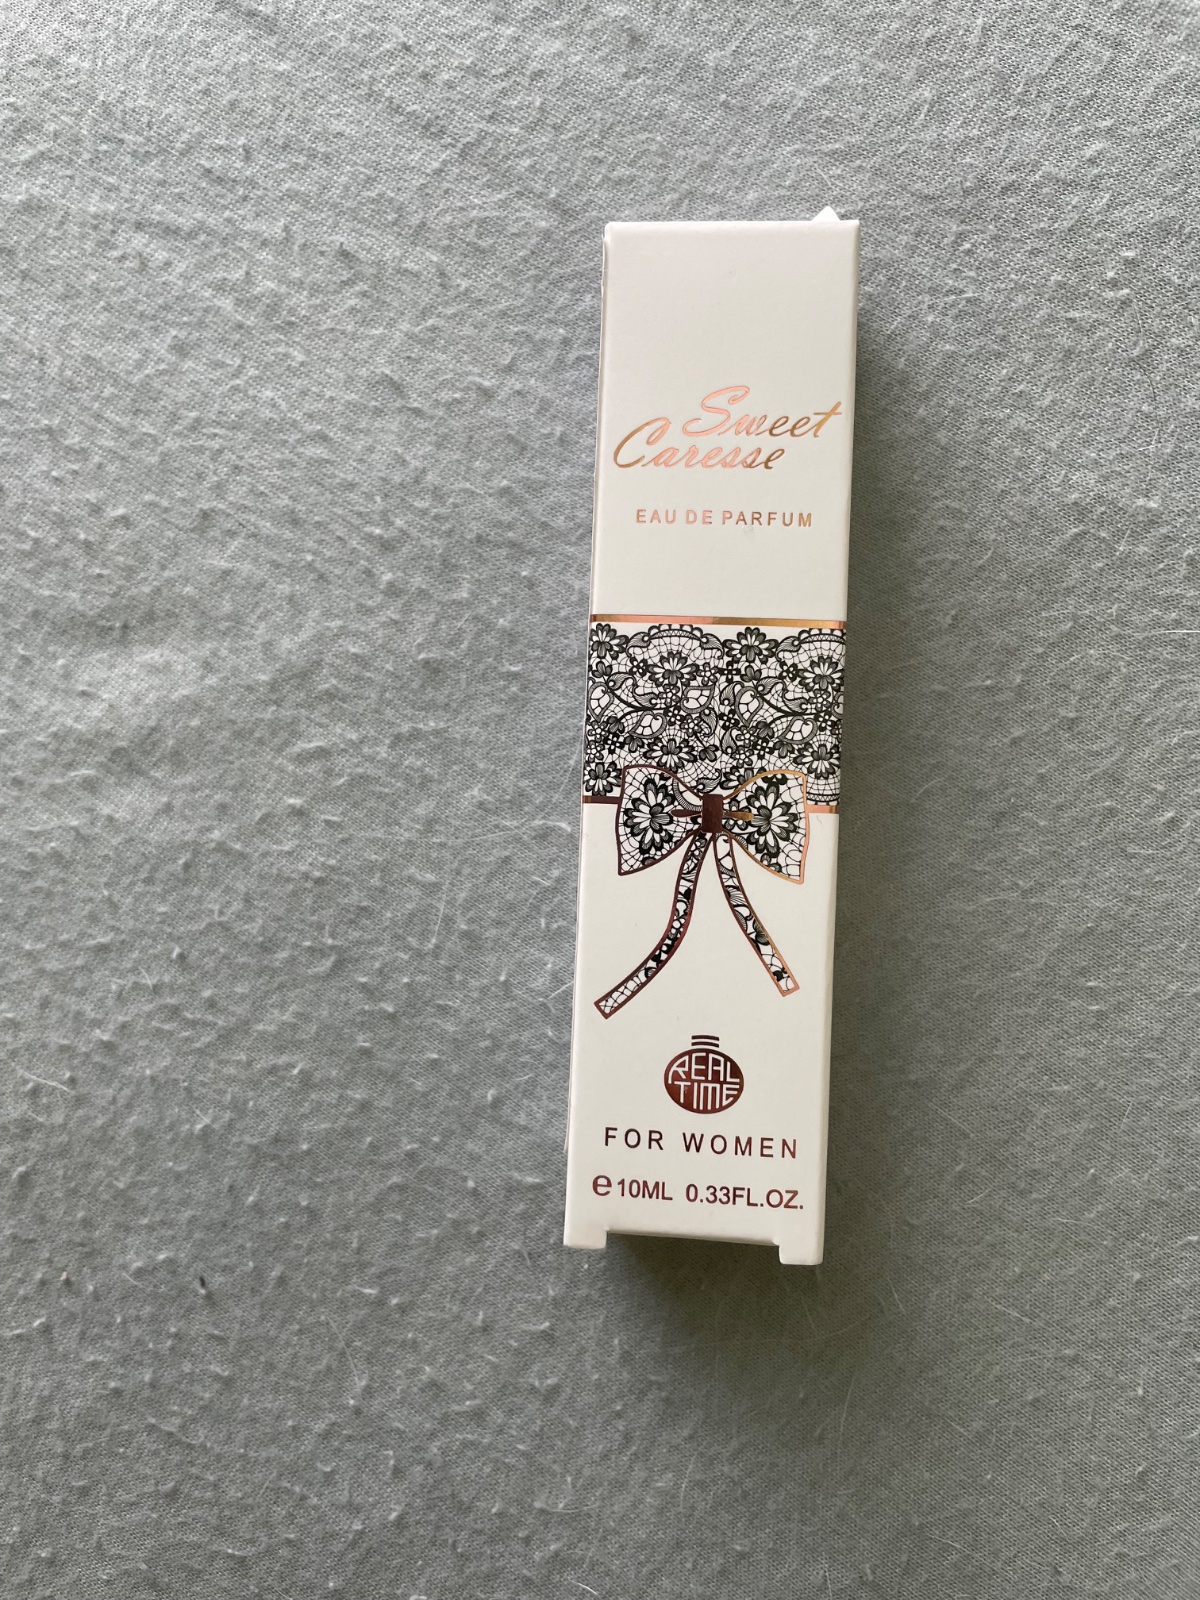 Sweet
Caresse
EAU DE PARFUM
REAL
TIME
FOR WOMEN
℮10ML 0.33FL.OZ.